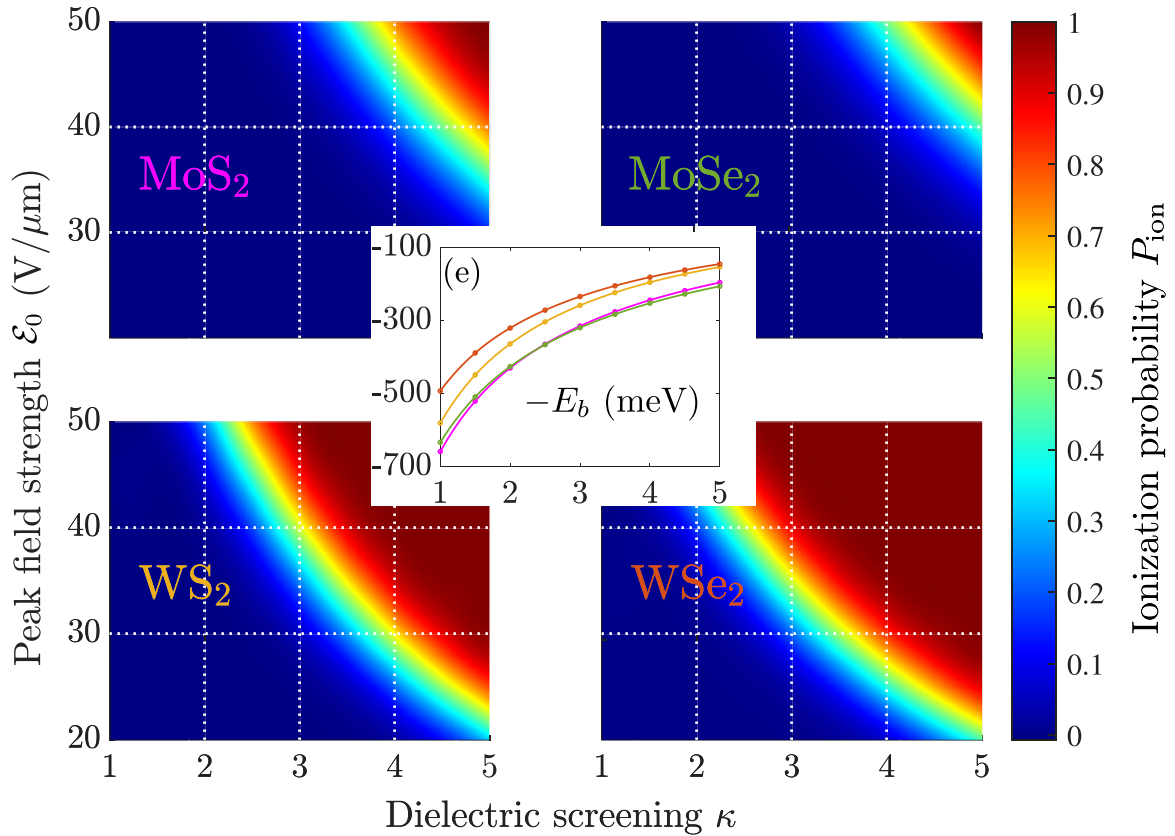 50
40
30
MoS₂
MoSe₂
Peak field strength ℰ₀ (V/μm)
-100
-300
-500
-700
(e)
−E_b (meV)
1 2 3 4 5
50
40
30
20
WS₂
WSe₂
1 2 3 4 5
1 2 3 4 5
Dielectric screening κ
1
0.9
0.8
0.7
0.6
0.5
0.4
0.3
0.2
0.1
0
Ionization probability P_ion